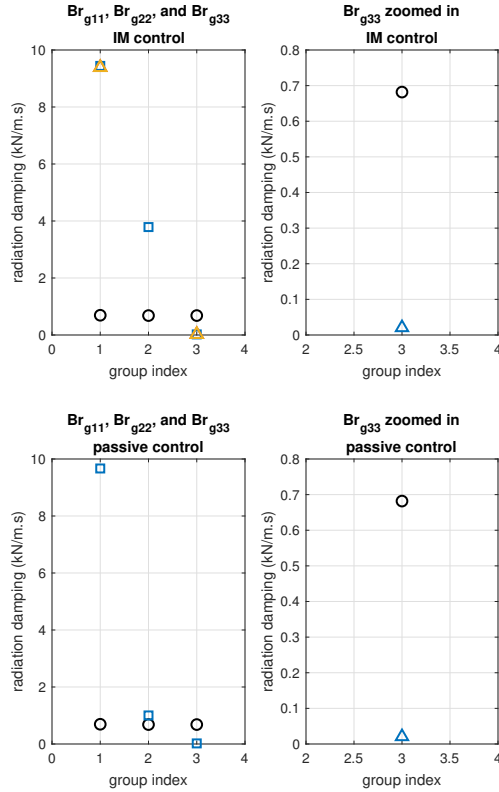 Br_g11, Br_g22, and Br_g33
IM control
radiation damping (kN/m.s)
10
8
6
4
2
0
0 1 2 3 4
group index
Br_g33 zoomed in
IM control
radiation damping (kN/m.s)
0.8
0.7
0.6
0.5
0.4
0.3
0.2
0.1
0
2 2.5 3 3.5 4
group index
Br_g11, Br_g22, and Br_g33
passive control
radiation damping (kN/m.s)
10
8
6
4
2
0
0 1 2 3 4
group index
Br_g33 zoomed in
passive control
radiation damping (kN/m.s)
0.8
0.7
0.6
0.5
0.4
0.3
0.2
0.1
0
2 2.5 3 3.5 4
group index